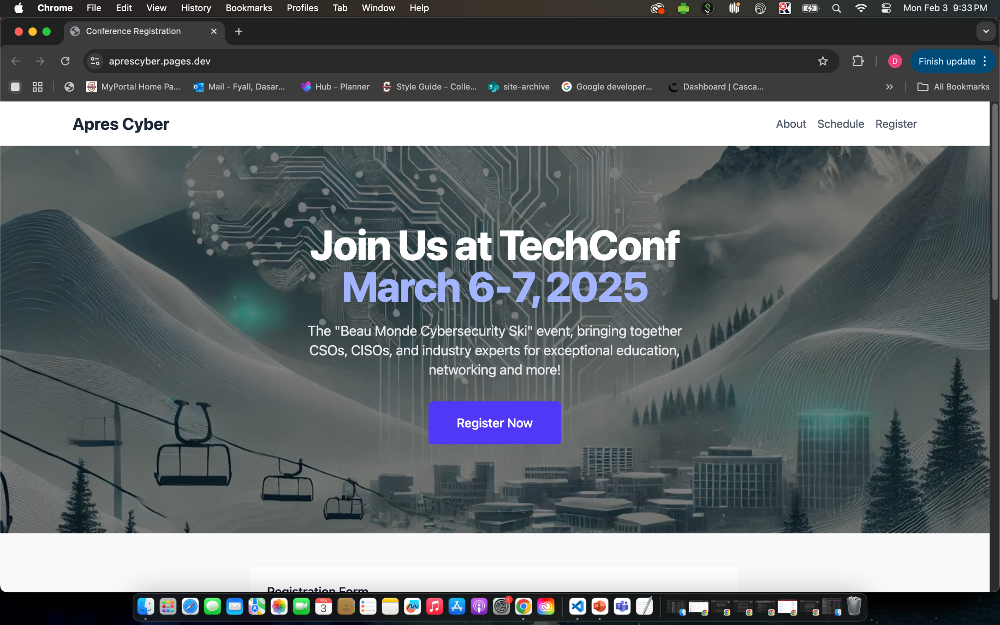 Chrome File Edit View History Bookmarks Profiles Tab Window Help Mon Feb 3 9:33 PM
Conference Registration
aprescyber.pages.dev D Finish update
MyPortal Home Pa... Mail - Fyall, Dasar... Hub - Planner Style Guide - Colle... site-archive Google developer... Dashboard | Casca... All Bookmarks
Apres Cyber About Schedule Register
Join Us at TechConf
March 6-7, 2025
The "Beau Monde Cybersecurity Ski" event, bringing together
CSOs, CISOs, and industry experts for exceptional education,
networking and more!
Register Now
Registration Form
FEB 1
3